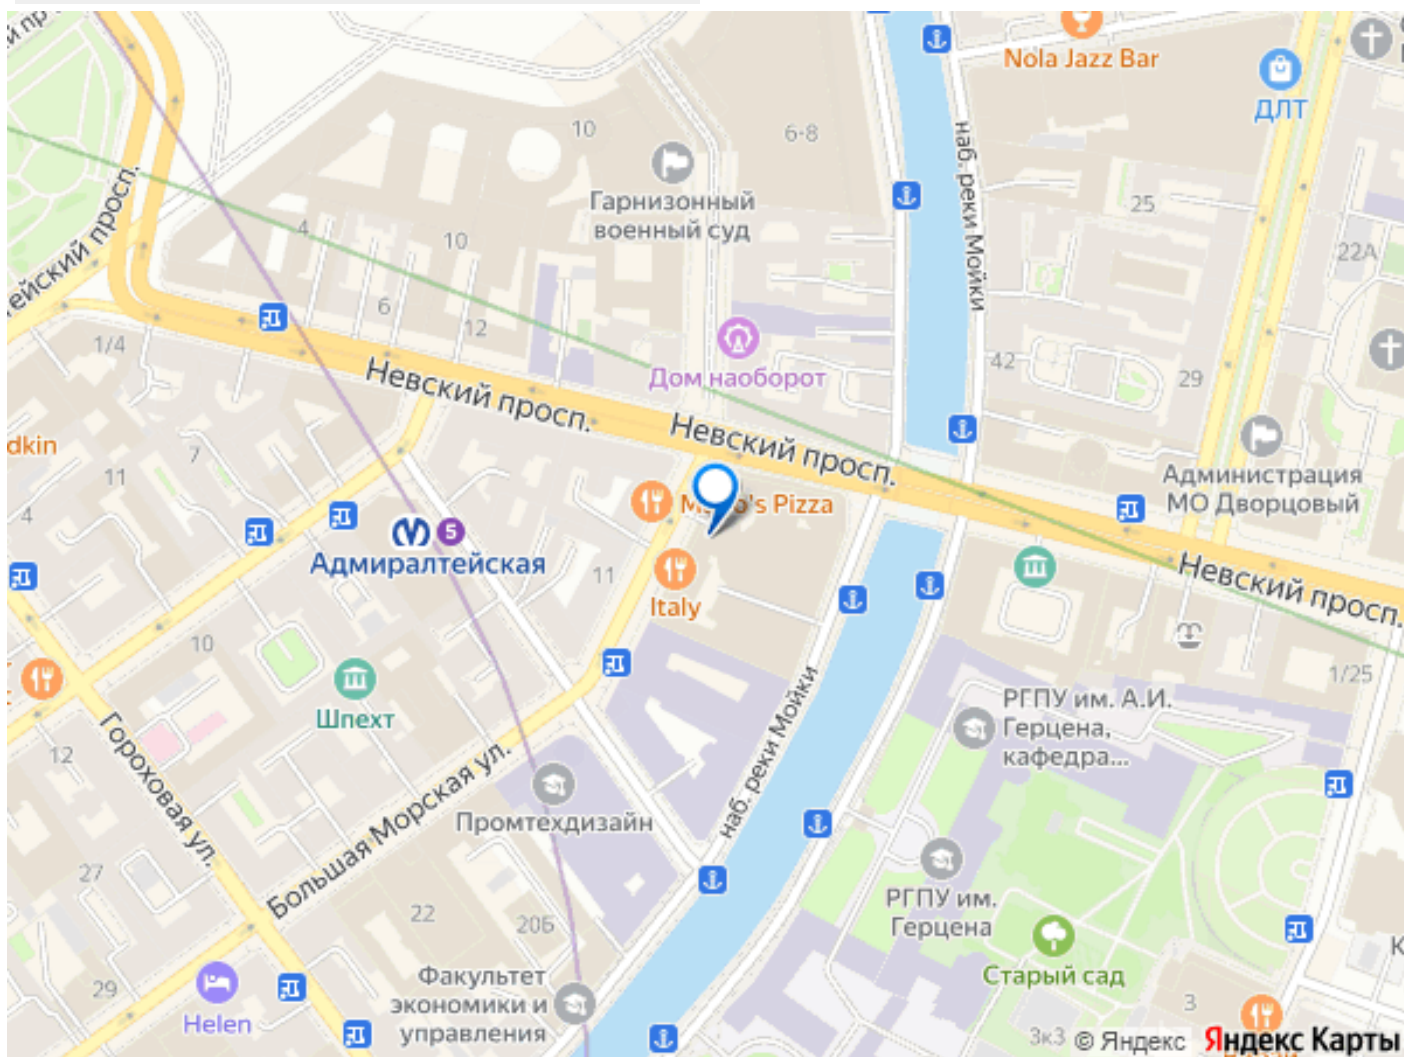 Nola Jazz Bar
ДЛТ
10
6-8
Гарнизонный
военный суд
наб. реки Мойки
25
22А
4
10
6
12
1/4
Дом наоборот
42
29
Невский просп.
Невский просп.
dkin
11
7
4
Администрация
МО Дворцовый
5
Адмиралтейская
's Pizza
11
Italy
Невский просп.
10
Шпехт
1/25
РГПУ им. А.И.
Герцена,
кафедра...
12
Гороховая ул.
Большая Морская ул.
наб. реки Мойки
Промтехдизайн
27
22
20Б
РГПУ им.
Герцена
Старый сад
Факультет
экономики и
управления
29
Helen
3
3к3
© Яндекс Яндекс Карты